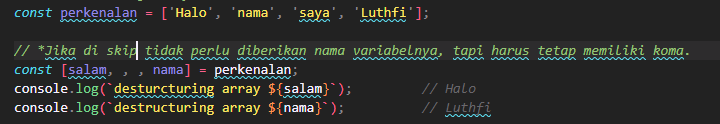 const perkenalan = ['Halo', 'nama', 'saya', 'Luthfi'];
// *Jika di skip tidak perlu diberikan nama variabelnya, tapi harus tetap memiliki koma.
const [salam, , , nama] = perkenalan;
console.log(`desturcturing array ${salam}`); // Halo
console.log(`destructuring array ${nama}`); // Luthfi